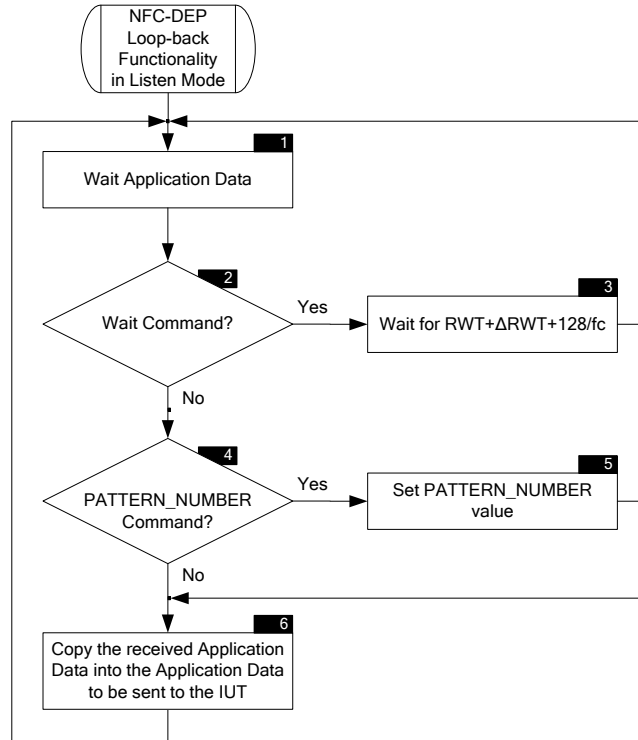 NFC-DEP
Loop-back
Functionality
in Listen Mode
1
Wait Application Data
2
Wait Command?
Yes
3
Wait for RWT+ΔRWT+128/fc
No
4
PATTERN_NUMBER
Command?
Yes
5
Set PATTERN_NUMBER
value
No
6
Copy the received Application
Data into the Application Data
to be sent to the IUT